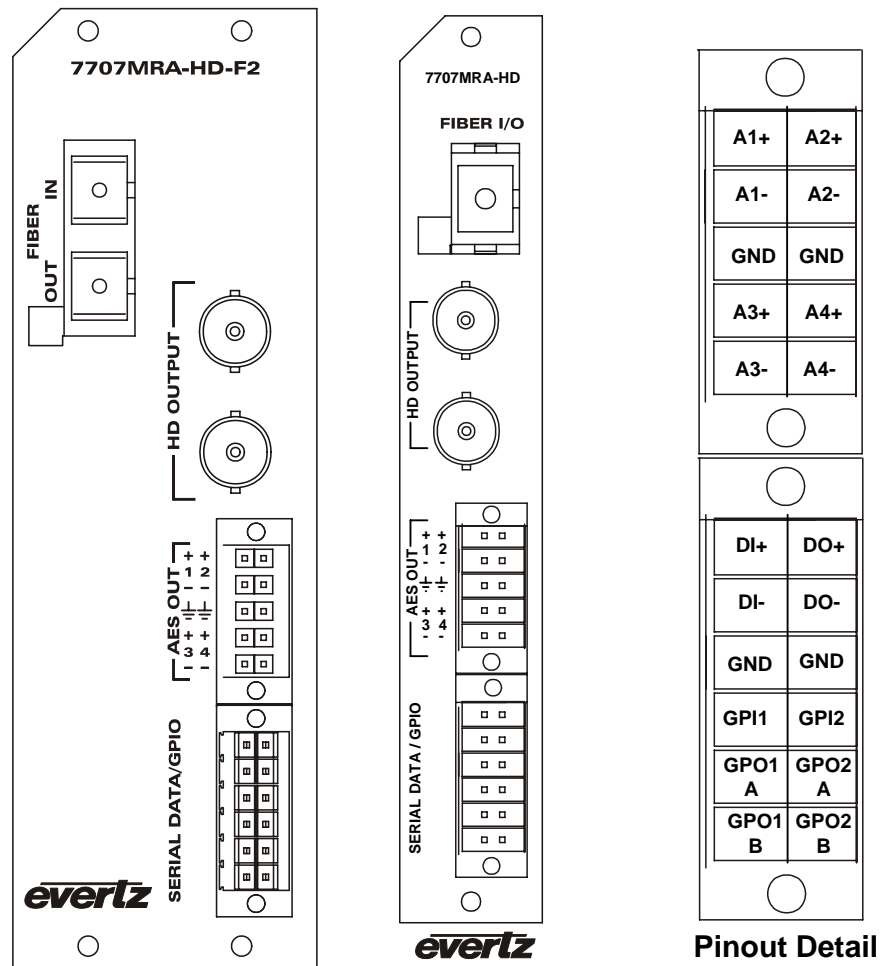 7707MRA-HD-F2
FIBER
IN
OUT
HD OUTPUT
AES OUT
+ +
1 2
- -
+ +
3 4
- -
SERIAL DATA/GPIO
evertz
7707MRA-HD
FIBER I/O
HD OUTPUT
AES OUT
+ +
1 2
- -
+ +
3 4
- -
SERIAL DATA / GPIO
evertz
A1+ A2+
A1- A2-
GND GND
A3+ A4+
A3- A4-
DI+ DO+
DI- DO-
GND GND
GPI1 GPI2
GPO1 GPO2
A A
GPO1 GPO2
B B
Pinout Detail